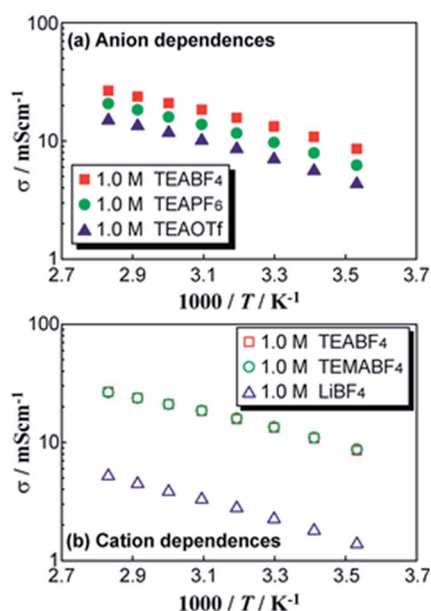 (a) Anion dependences
100
10
1
σ / mScm⁻¹
1.0 M TEABF₄
1.0 M TEAPF₆
1.0 M TEAOTf
2.7 2.9 3.1 3.3 3.5 3.7
1000 / T / K⁻¹
100
10
1
σ / mScm⁻¹
1.0 M TEABF₄
1.0 M TEMABF₄
1.0 M LiBF₄
(b) Cation dependences
2.7 2.9 3.1 3.3 3.5 3.7
1000 / T / K⁻¹